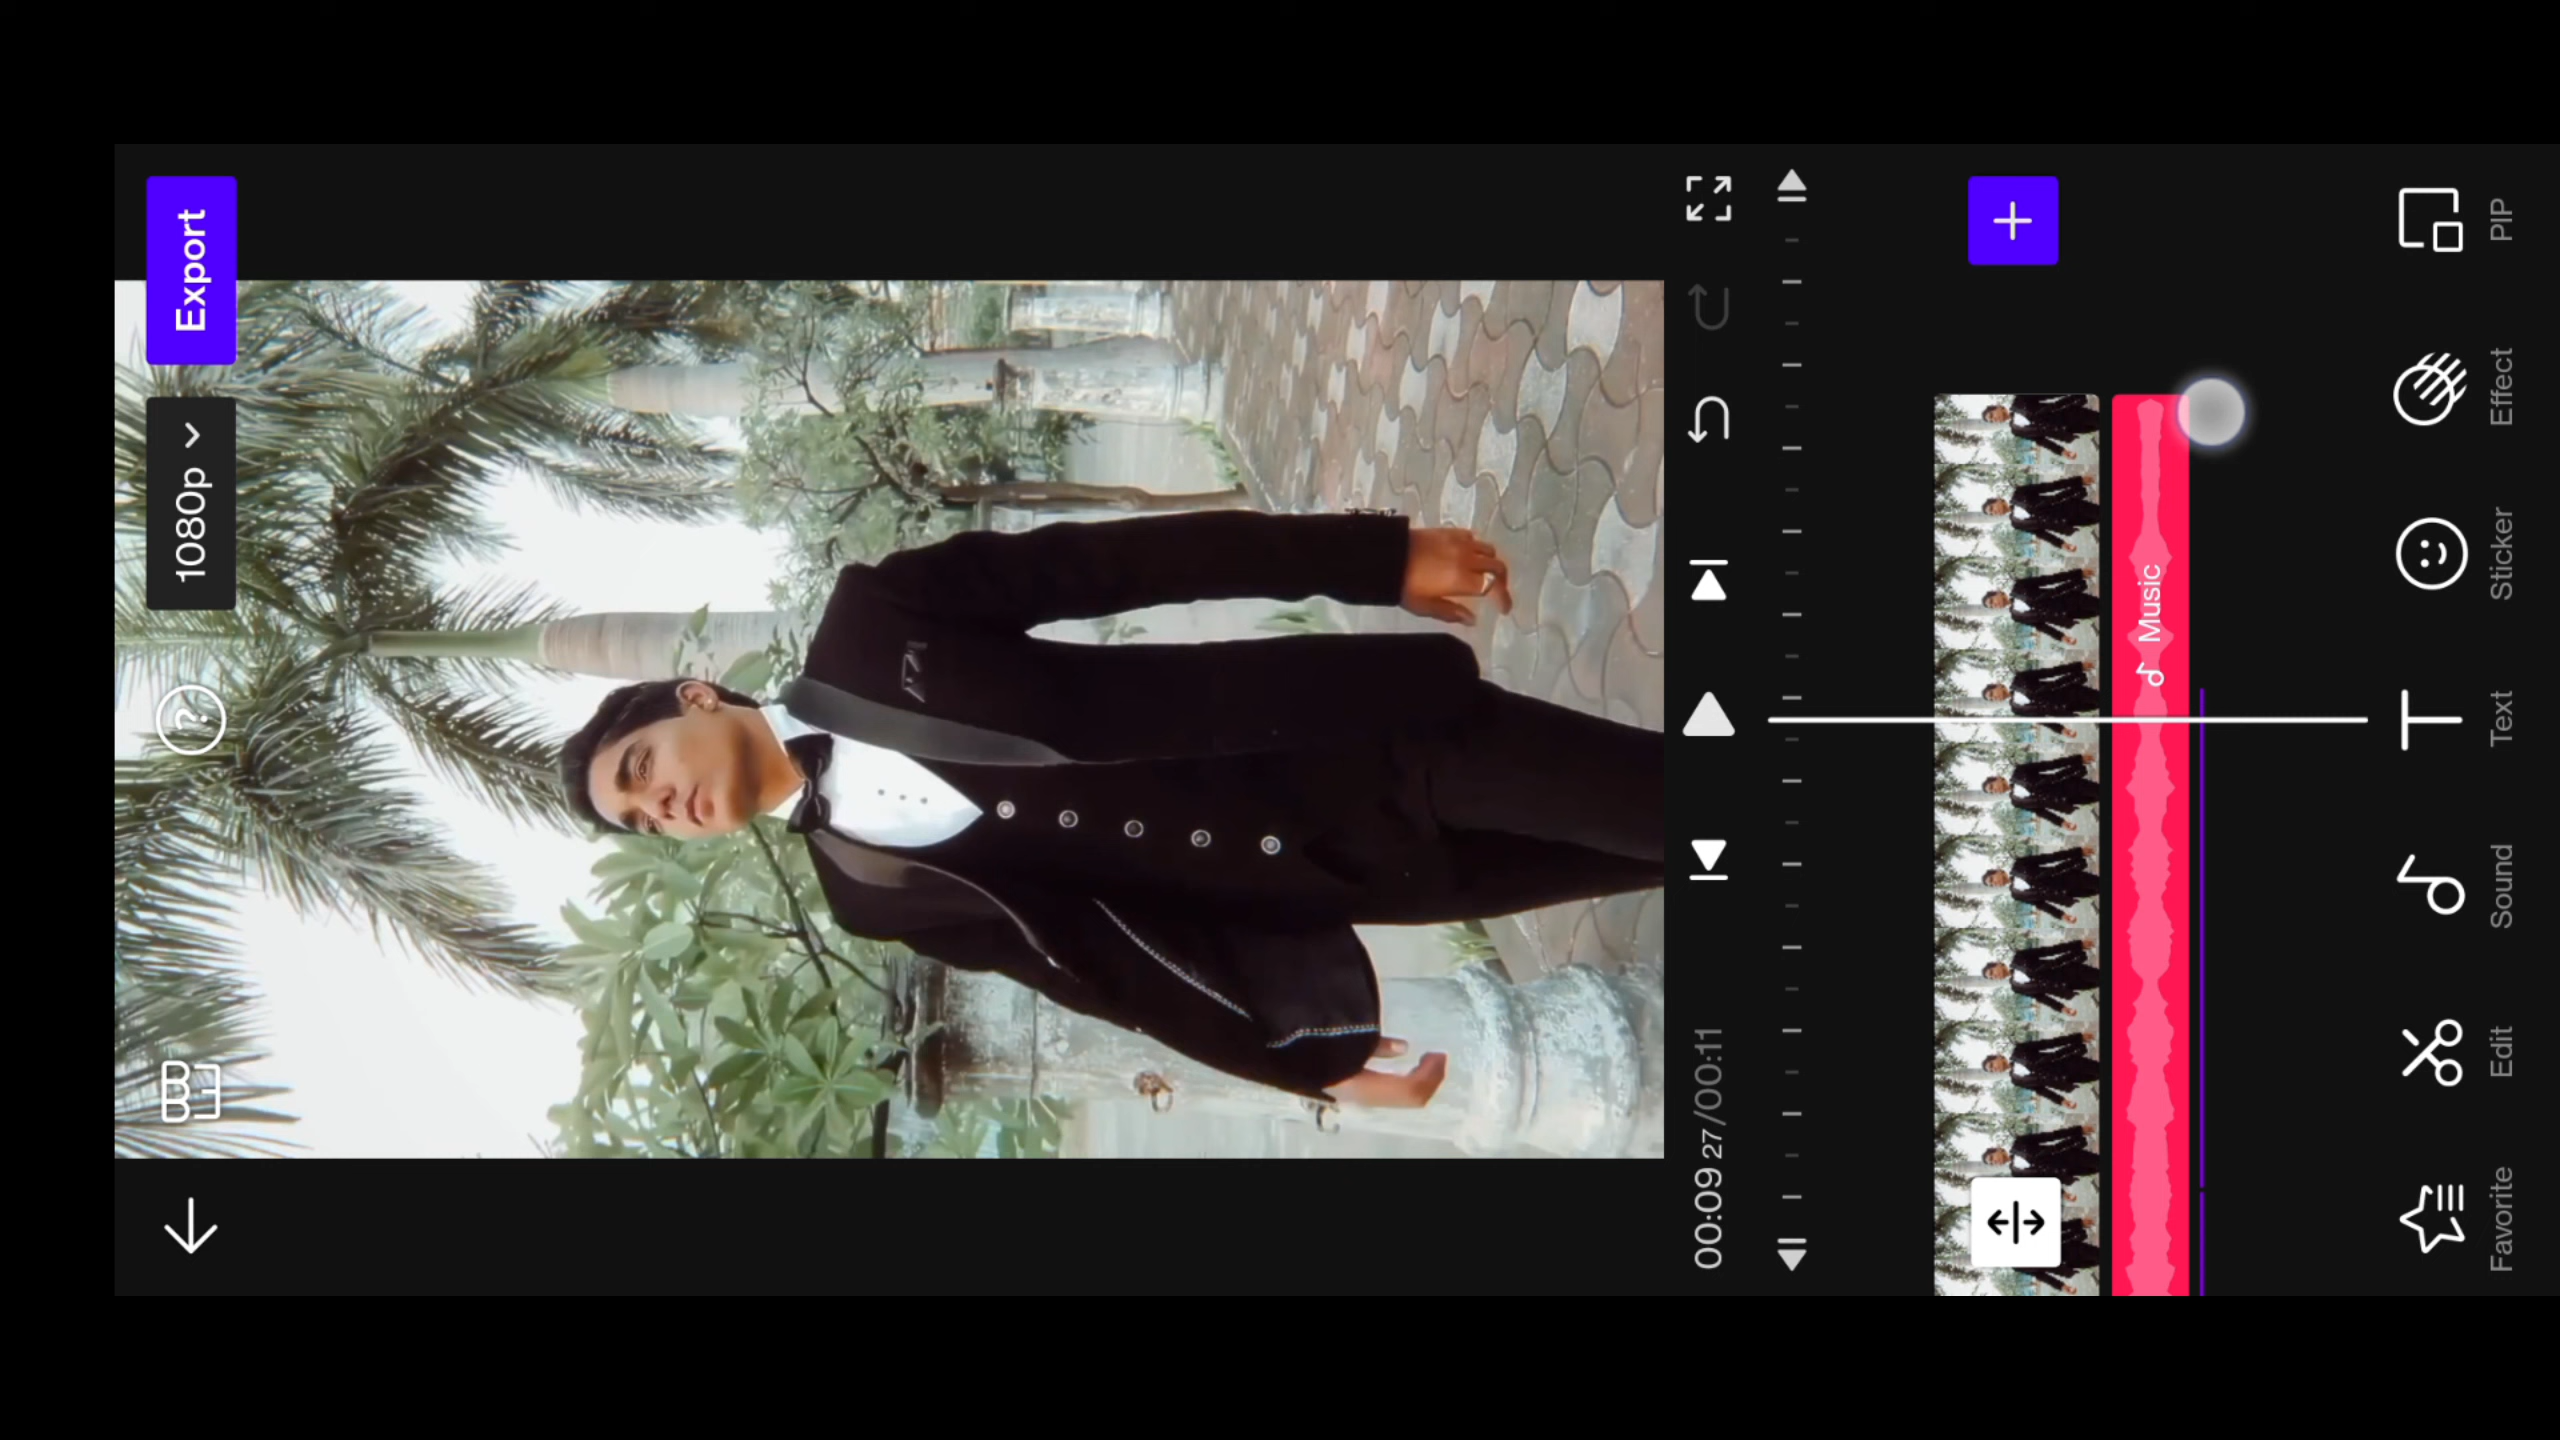 Export
1080p
00:09 27/00:11
Music
Favorite
Edit
Sound
Text
Sticker
Effect
PIP